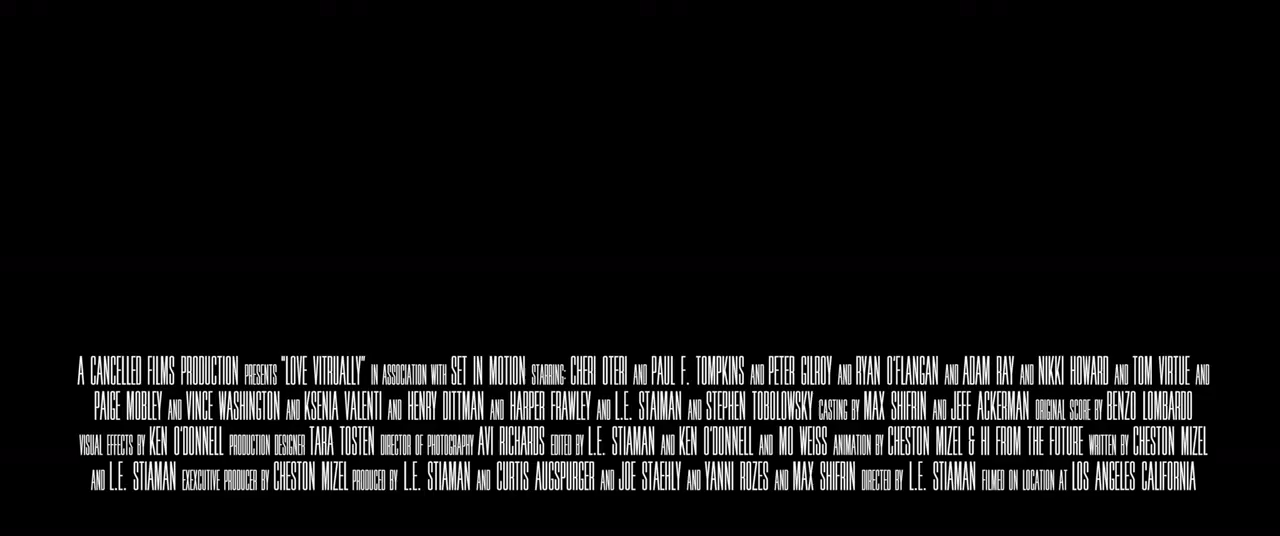 A CANCELLED FILMS PRODUCTION PRESENTS "LOVE VITRUALLY" IN ASSOCIATION WITH SET IN MOTION STARRING: CHERI OTERI AND PAUL F. TOMPKINS AND PETER GILROY AND RYAN O'FLANGAN AND ADAM RAY AND NIKKI HOWARD AND TOM VIRTUE AND
PAIGE MOBLEY AND VINCE WASHINGTON AND KSENIA VALENTI AND HENRY DITTMAN AND HARPER FRAWLEY AND L.E. STAIMAN AND STEPHEN TOBOLOWSKY CASTING BY MAX SHIFRIN AND JEFF ACKERMAN ORIGINAL SCORE BY BENZO LOMBARDO
VISUAL EFFECTS BY KEN O'DONNELL PRODUCTION DESIGNER TARA TOSTEN DIRECTOR OF PHOTOGRAPHY AVI RICHARDS EDITED BY L.E. STIAMAN AND KEN O'DONNELL AND MO WEISS ANIMATION BY CHESTON MIZEL & HI FROM THE FUTURE WRITTEN BY CHESTON MIZEL
AND L.E. STIAMAN EXEXCUTIVE PRODUCER BY CHESTON MIZEL PRODUCED BY L.E. STIAMAN AND CURTIS AUGSPURGER AND JOE STAEHLY AND YANNI ROZES AND MAX SHIFRIN DIRECTED BY L.E. STIAMAN FILMED ON LOCATION AT LOS ANGELES CALIFORNIA